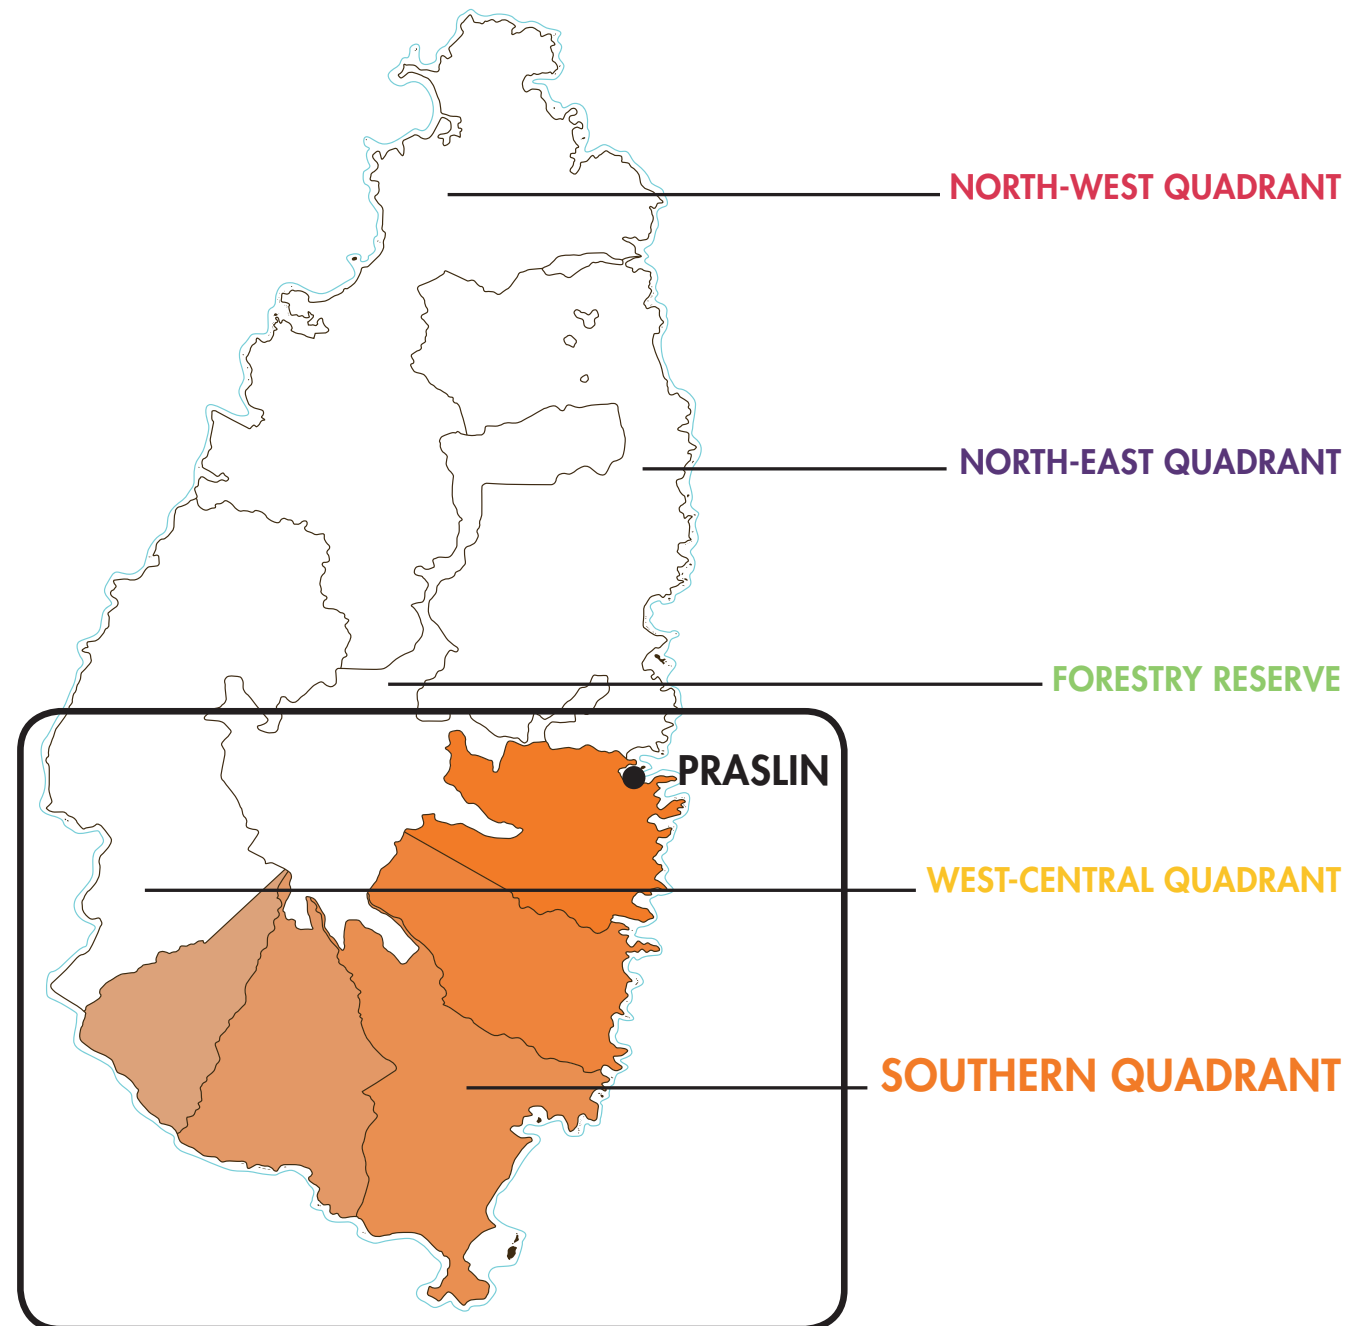 NORTH-WEST QUADRANT
NORTH-EAST QUADRANT
FORESTRY RESERVE
PRASLIN
WEST-CENTRAL QUADRANT
SOUTHERN QUADRANT